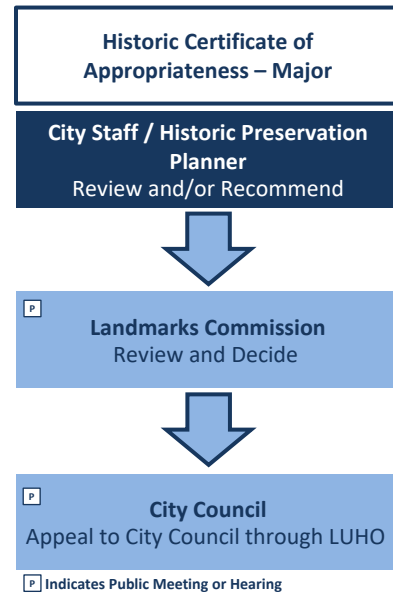 Historic Certificate of
Appropriateness – Major
City Staff / Historic Preservation
Planner
Review and/or Recommend
P
Landmarks Commission
Review and Decide
P
City Council
Appeal to City Council through LUHO
P Indicates Public Meeting or Hearing